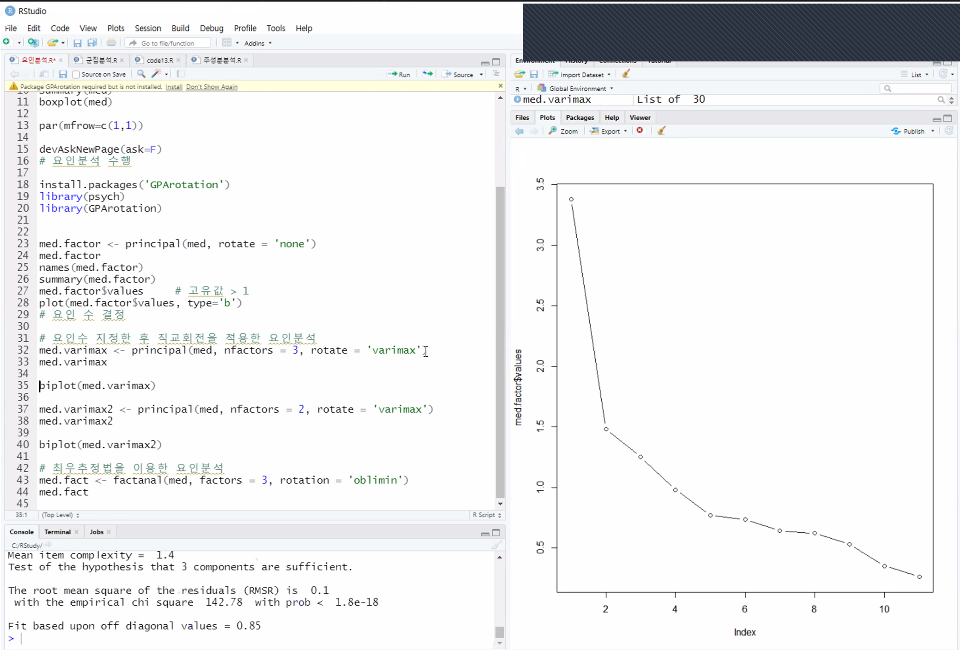 RStudio
File Edit Code View Plots Session Build Debug Profile Tools Help
Go to file/function Addins
요인분석.R* 군집분석.R code13.R 주성분분석.R
Source on Save Run Source
Package GPArotation required but is not installed. Install Don't Show Again
10 summary(med)
11 boxplot(med)
12
13 par(mfrow=c(1,1))
14
15 devAskNewPage(ask=F)
16 # 요인분석 수행
17
18 install.packages('GPArotation')
19 library(psych)
20 library(GPArotation)
21
22
23 med.factor <- principal(med, rotate = 'none')
24 med.factor
25 names(med.factor)
26 summary(med.factor)
27 med.factor$values # 고유값 > 1
28 plot(med.factor$values, type='b')
29 # 요인 수 결정
30
31 # 요인수 지정한 후 직교회전을 적용한 요인분석
32 med.varimax <- principal(med, nfactors = 3, rotate = 'varimax')
33 med.varimax
34
35 biplot(med.varimax)
36
37 med.varimax2 <- principal(med, nfactors = 2, rotate = 'varimax')
38 med.varimax2
39
40 biplot(med.varimax2)
41
42 # 최우추정법을 이용한 요인분석
43 med.fact <- factanal(med, factors = 3, rotation = 'oblimin')
44 med.fact
45
33:1 (Top Level) R Script
Console Terminal Jobs
C:/RStudy/
Mean item complexity = 1.4
Test of the hypothesis that 3 components are sufficient.
The root mean square of the residuals (RMSR) is 0.1
with the empirical chi square 142.78 with prob < 1.8e-18
Fit based upon off diagonal values = 0.85
>
Environment History Connections Tutorial
Import Dataset List
R Global Environment
med.varimax List of 30
Files Plots Packages Help Viewer
Zoom Export Publish
3.5
3.0
2.5
2.0
1.5
1.0
0.5
med.factor$values
2 4 6 8 10
Index